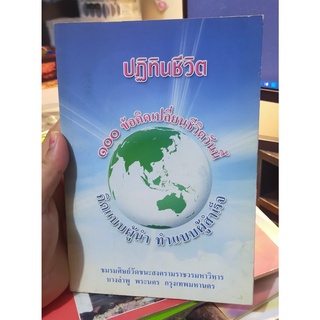 ปฏิทินชีวิต
๑๐๐ ข้อคิดเปลี่ยนชีวิตวันนี้
คิดแบบผู้นำ ทำแบบผู้สำเร็จ
ชมรมศิษย์วัดชนะสงครามราชวรมหาวิหาร
บางลำพู พระนคร กรุงเทพมหานคร